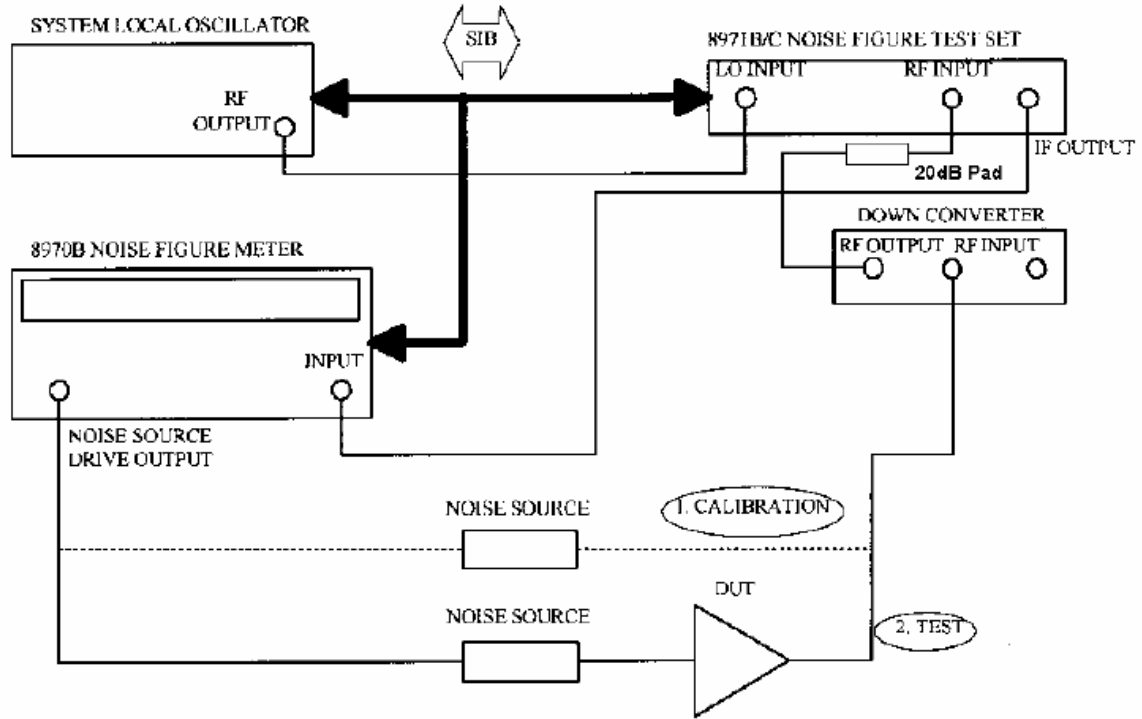 SYSTEM LOCAL OSCILLATOR
SIB
8971B/C NOISE FIGURE TEST SET
LO INPUT
RF INPUT
RF
OUTPUT
IF OUTPUT
20dB Pad
DOWN CONVERTER
8970B NOISE FIGURE METER
RF OUTPUT
RF INPUT
INPUT
NOISE SOURCE
DRIVE OUTPUT
NOISE SOURCE
1. CALIBRATION
DUT
NOISE SOURCE
2. TEST